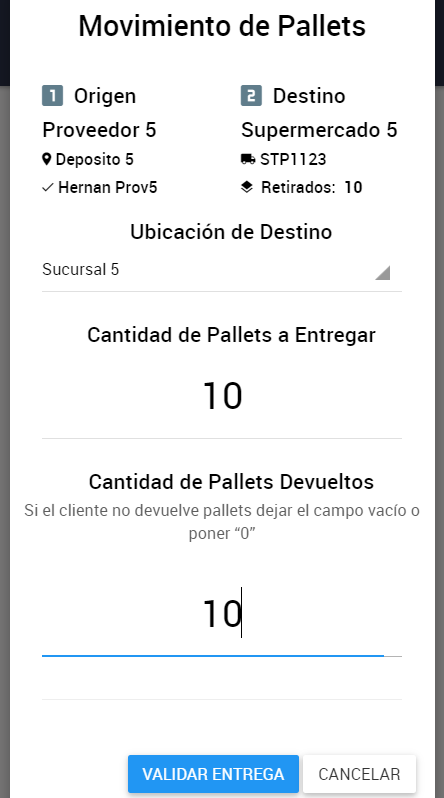 Movimiento de Pallets
1 Origen
Proveedor 5
Deposito 5
Hernan Prov5
2 Destino
Supermercado 5
STP1123
Retirados: 10
Ubicación de Destino
Sucursal 5
Cantidad de Pallets a Entregar
10
Cantidad de Pallets Devueltos
Si el cliente no devuelve pallets dejar el campo vacío o
poner “0”
10
VALIDAR ENTREGA
CANCELAR